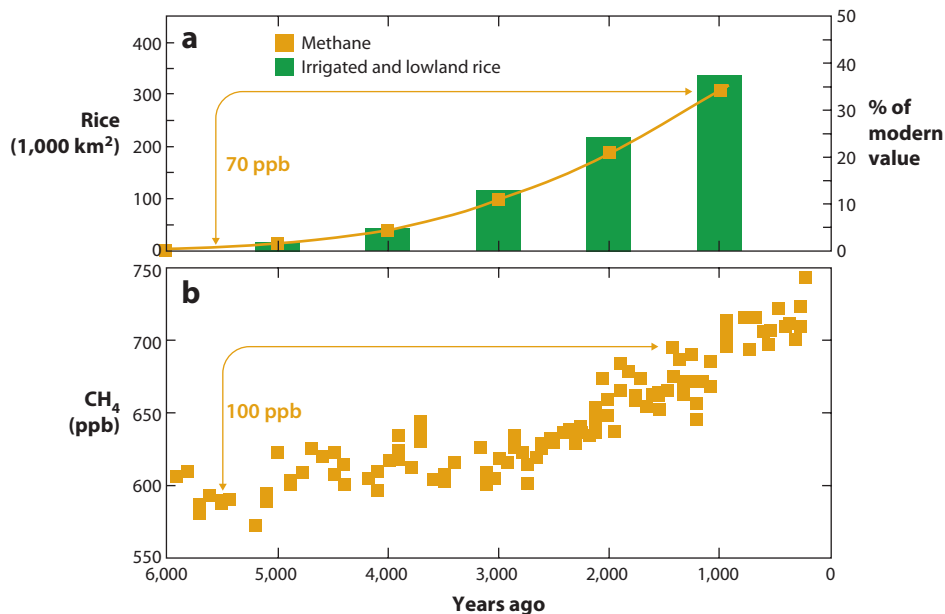 a
Methane
Irrigated and lowland rice
400
300
200
100
0
Rice
(1,000 km²)
70 ppb
50
40
30
20
10
0
% of
modern
value
b
750
700
650
600
550
CH₄
(ppb)
100 ppb
6,000 5,000 4,000 3,000 2,000 1,000 0
Years ago